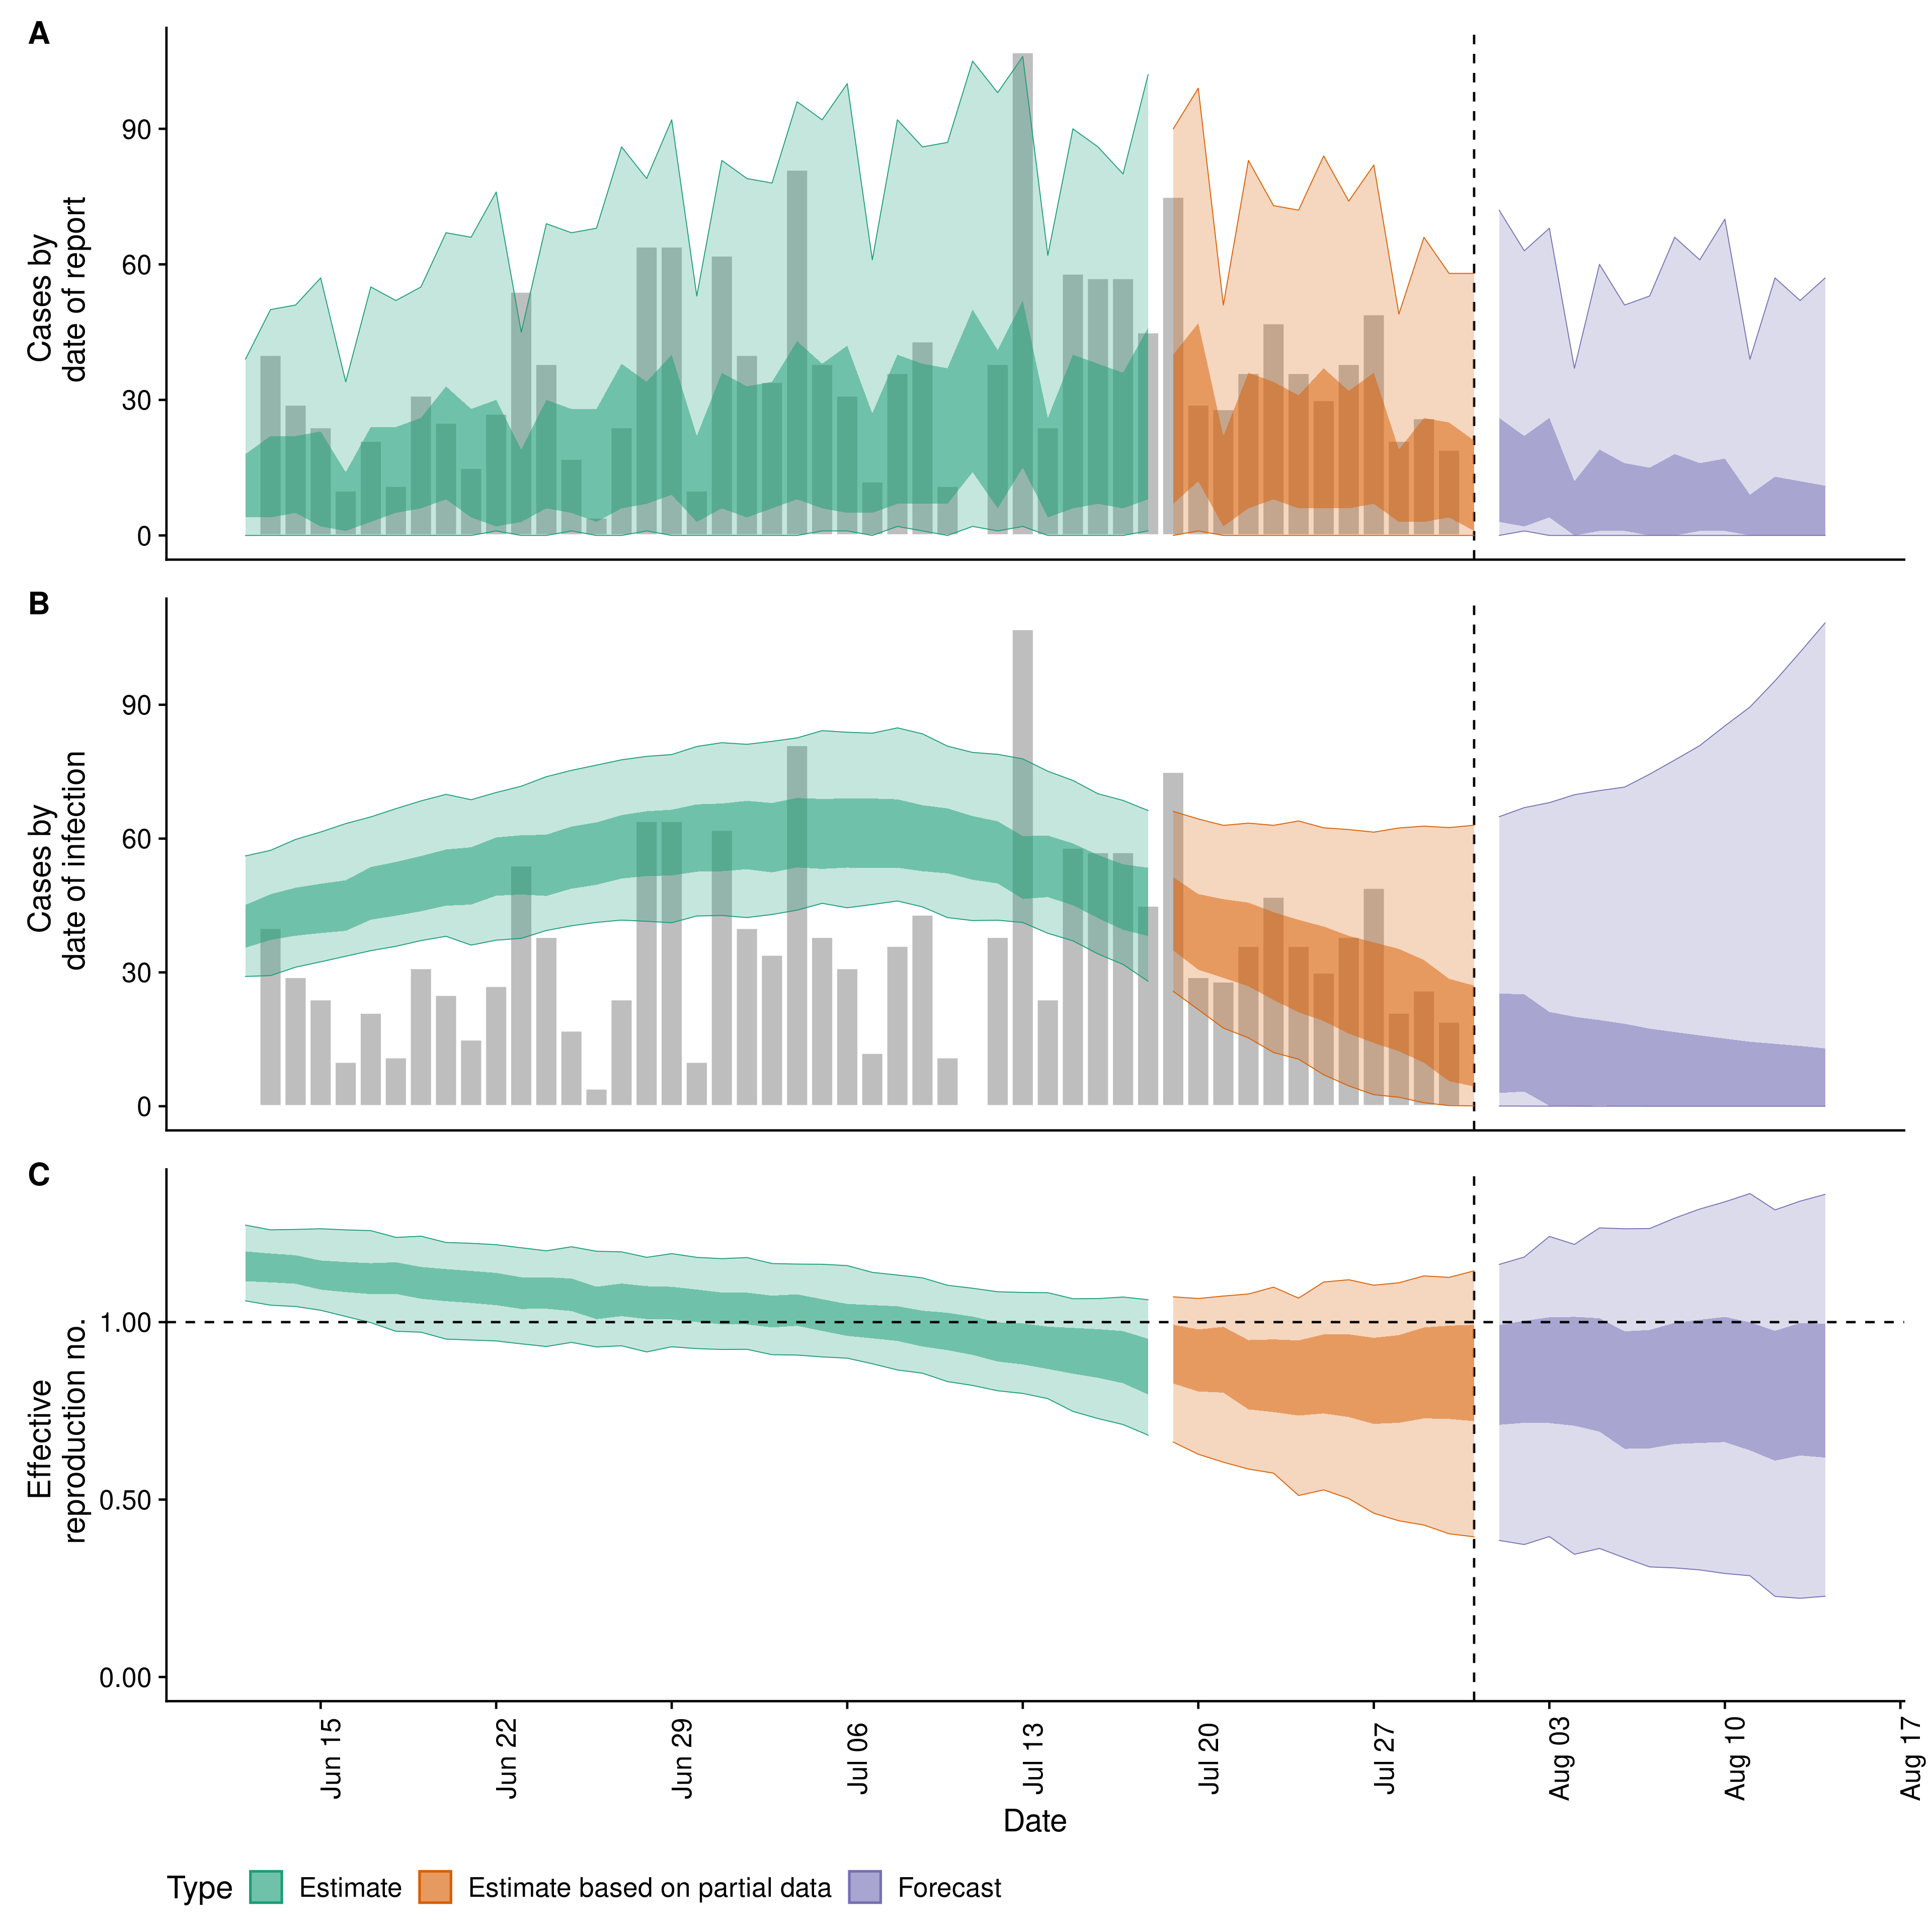 A
Cases by
date of report
90
60
30
0
B
Cases by
date of infection
90
60
30
0
C
Effective
reproduction no.
1.00
0.50
0.00
Jun 15
Jun 22
Jun 29
Jul 06
Jul 13
Jul 20
Jul 27
Aug 03
Aug 10
Aug 17
Date
Type Estimate Estimate based on partial data Forecast